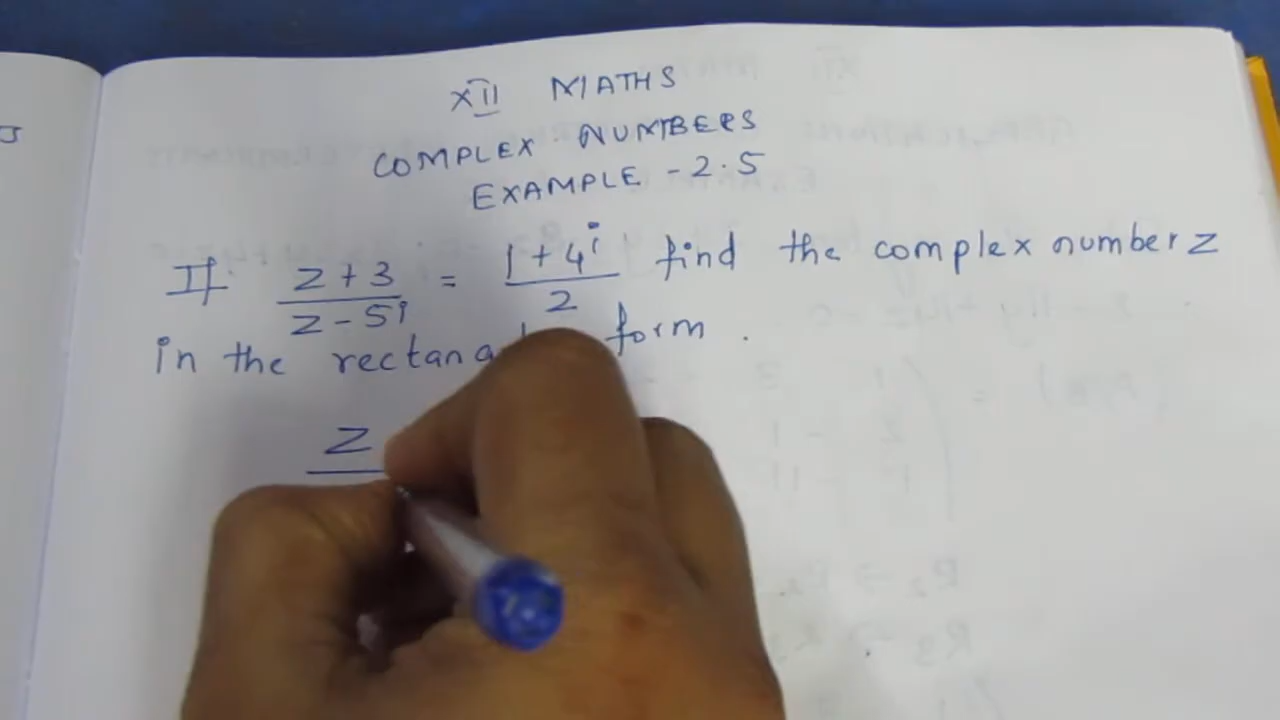 XII MATHS
COMPLEX NUMBERS
EXAMPLE - 2.5
If z+3/z-5i = 1+4i/2 find the complex number z
in the form.
z